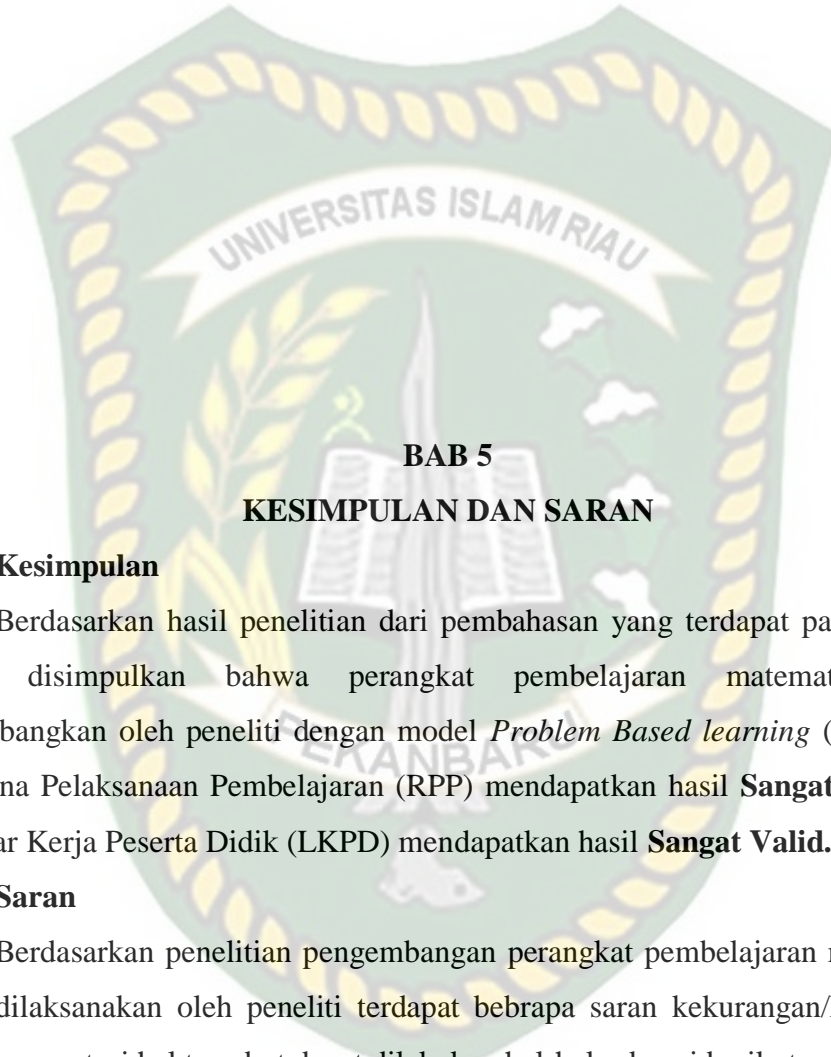 UNIVERSITAS ISLAM RIAU
BAB 5
KESIMPULAN DAN SARAN
Kesimpulan
Berdasarkan hasil penelitian dari pembahasan yang terdapat pa
disimpulkan bahwa perangkat pembelajaran matemat
bangkan oleh peneliti dengan model Problem Based learning (
na Pelaksanaan Pembelajaran (RPP) mendapatkan hasil Sangat
PEKANBARU
ar Kerja Peserta Didik (LKPD) mendapatkan hasil Sangat Valid.
Saran
Berdasarkan penelitian pengembangan perangkat pembelajaran
dilaksanakan oleh peneliti terdapat bebrapa saran kekurangan/